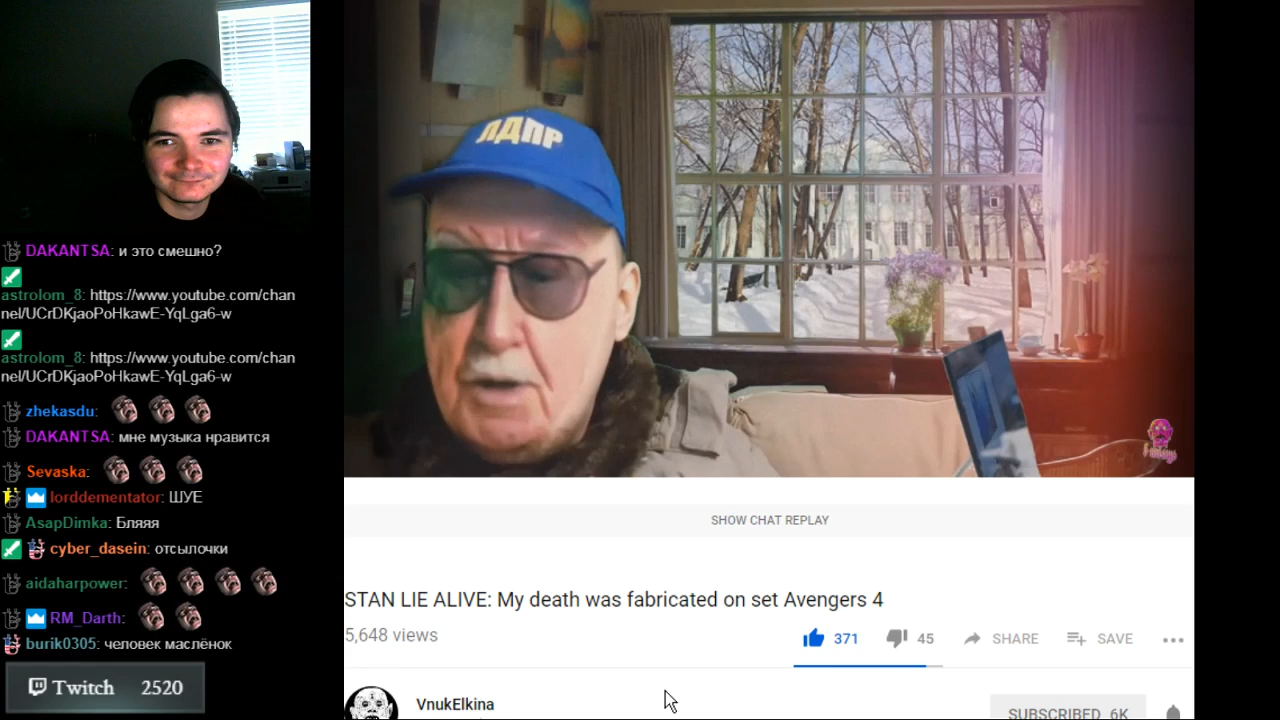 ЛДПР
DAKANTSA: и это смешно?
astrolom_8: https://www.youtube.com/chan
nel/UCrDKjaoPoHkawE-YqLga6-w
astrolom_8: https://www.youtube.com/chan
nel/UCrDKjaoPoHkawE-YqLga6-w
zhekasdu:
DAKANTSA: мне музыка нравится
Sevaska:
lorddementator: ШУЕ
AsapDimka: Бляяя
cyber_dasein: отсылочки
aidaharpower:
RM_Darth:
burik0305: человек маслёнок
Twitch 2520
SHOW CHAT REPLAY
STAN LIE ALIVE: My death was fabricated on set Avengers 4
5,648 views
371 45 SHARE SAVE
VnukElkina
SUBSCRIBED 6K